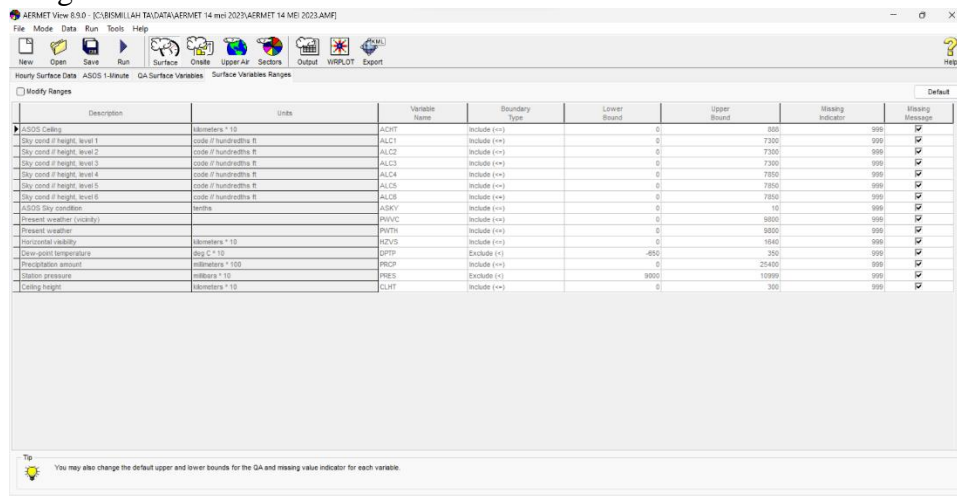 AERMET View 8.9.0 - [C:\BISMILLAH TA\DATA\AERMET 14 mei 2023\AERMET 14 MEI 2023.AMF]
File Mode Data Run Tools Help
New Open Save Run Surface Onsite Upper Air Sectors Output WRPLOT Export Help
Hourly Surface Data ASOS 1-Minute QA Surface Variables Surface Variables Ranges
Modify Ranges Default
Description Units Variable Name Boundary Type Lower Bound Upper Bound Missing Indicator Missing Message
ASOS Ceiling kilometers * 10 ACHT Include (<=) 0 888 999
Sky cond // height, level 1 code // hundredths ft ALC1 Include (<=) 0 7300 999
Sky cond // height, level 2 code // hundredths ft ALC2 Include (<=) 0 7300 999
Sky cond // height, level 3 code // hundredths ft ALC3 Include (<=) 0 7300 999
Sky cond // height, level 4 code // hundredths ft ALC4 Include (<=) 0 7850 999
Sky cond // height, level 5 code // hundredths ft ALC5 Include (<=) 0 7850 999
Sky cond // height, level 6 code // hundredths ft ALC6 Include (<=) 0 7850 999
ASOS Sky condition tenths ASKY Include (<=) 0 10 999
Present weather (vicinity) PWVC Include (<=) 0 9800 999
Present weather PWTH Include (<=) 0 9800 999
Horizontal visibility kilometers * 10 HZVS Include (<=) 0 1640 999
Dew-point temperature deg C * 10 DPTP Exclude (<) -650 350 999
Precipitation amount millimeters * 100 PRCP Include (<=) 0 25400 999
Station pressure millibars * 10 PRES Exclude (<) 9000 10999 999
Ceiling height kilometers * 10 CLHT Include (<=) 0 300 999
Tip
You may also change the default upper and lower bounds for the QA and missing value indicator for each variable.